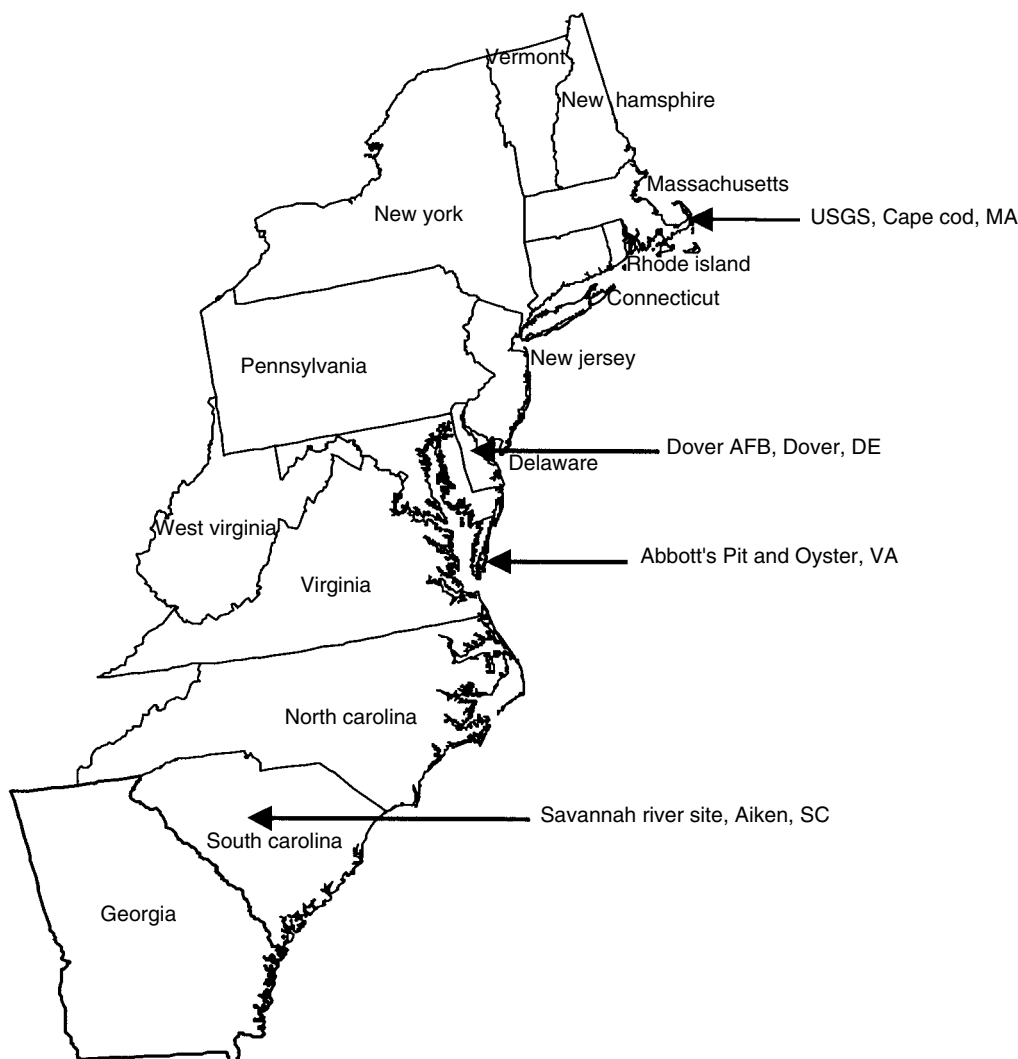 Vermont
New hamsphire
Massachusetts
New york
USGS, Cape cod, MA
Rhode island
Connecticut
New jersey
Pennsylvania
Dover AFB, Dover, DE
Delaware
West virginia
Abbott's Pit and Oyster, VA
Virginia
North carolina
Savannah river site, Aiken, SC
South carolina
Georgia